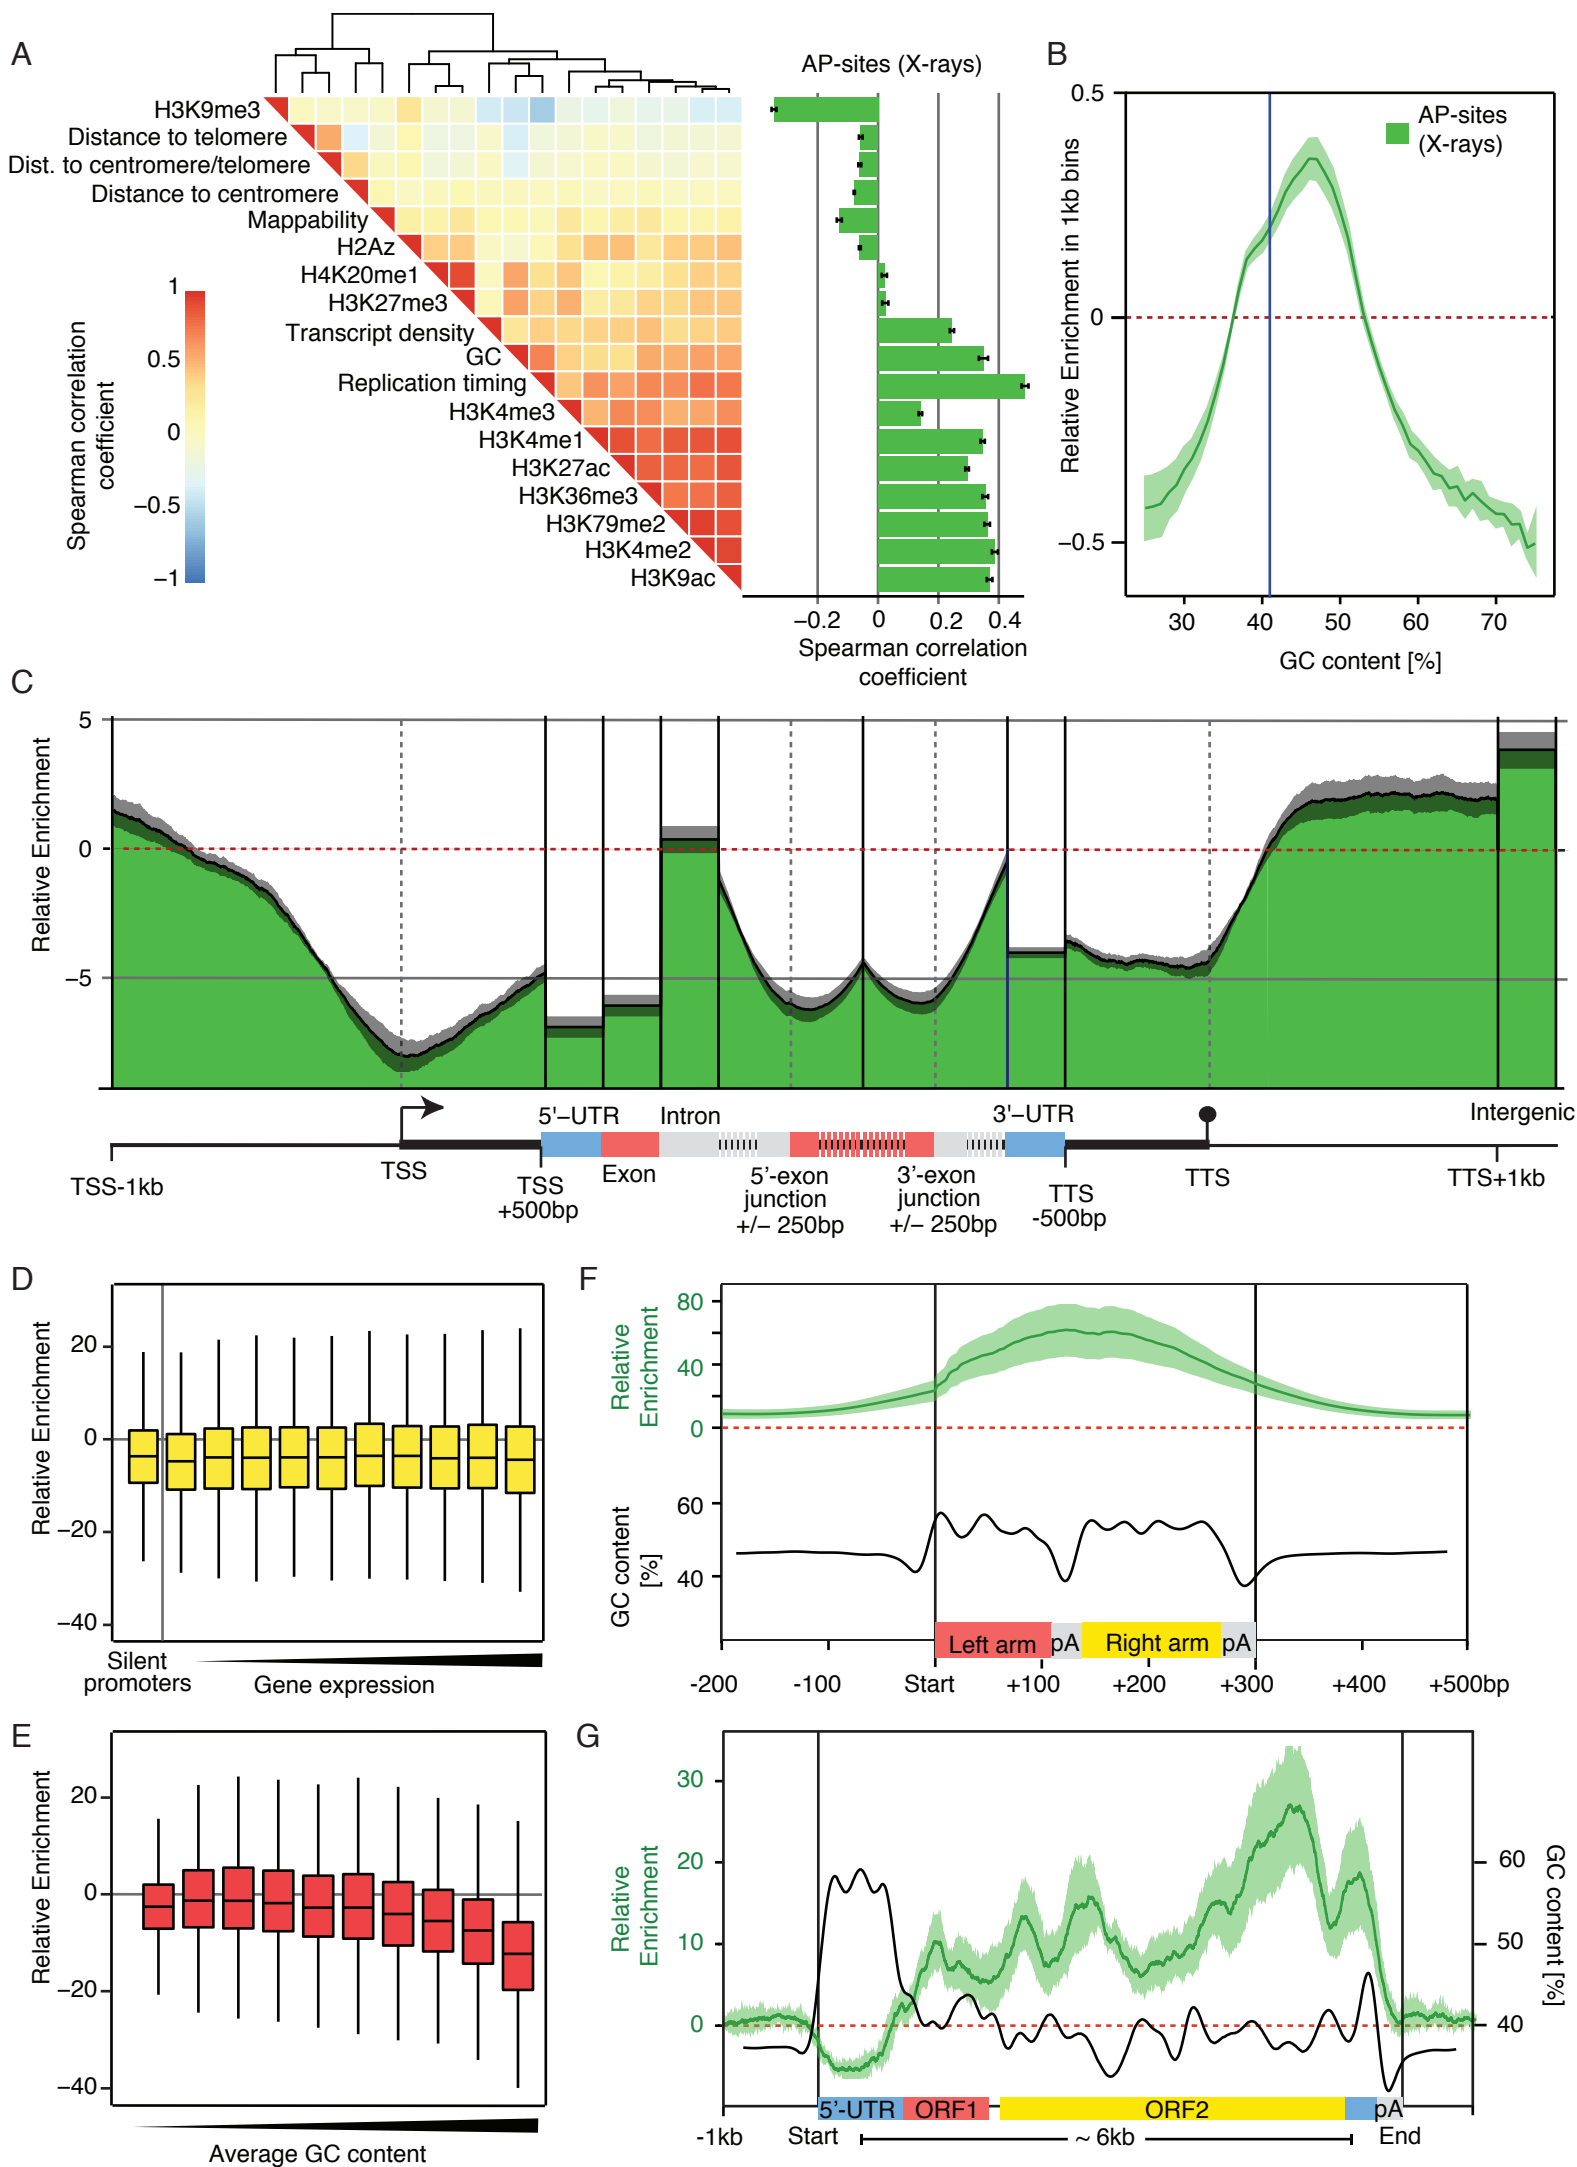 A
AP-sites (X-rays)
H3K9me3
Distance to telomere
Dist. to centromere/telomere
Distance to centromere
Mappability
H2Az
H4K20me1
H3K27me3
Transcript density
GC
Replication timing
H3K4me3
H3K4me1
H3K27ac
H3K36me3
H3K79me2
H3K4me2
H3K9ac
Spearman correlation
coefficient
1
0.5
0
−0.5
−1
−0.2
0
0.2
0.4
Spearman correlation
coefficient
B
AP-sites
(X-rays)
Relative Enrichment in 1kb bins
0.5
0
−0.5
30
40
50
60
70
GC content [%]
C
Relative Enrichment
5
0
−5
5'−UTR
Intron
3'−UTR
Intergenic
TSS-1kb
TSS
TSS
+500bp
Exon
5'-exon
junction
+/− 250bp
3'-exon
junction
+/− 250bp
TTS
-500bp
TTS
TTS+1kb
D
Relative Enrichment
20
0
−20
−40
Silent
promoters
Gene expression
E
Relative Enrichment
20
0
−20
−40
Average GC content
F
Relative
Enrichment
80
40
0
GC content
[%]
60
40
Left arm
pA
Right arm
pA
-200
-100
Start
+100
+200
+300
+400
+500bp
G
Relative
Enrichment
30
20
10
0
60
50
40
GC content [%]
5'-UTR
ORF1
ORF2
pA
-1kb
Start
~ 6kb
End